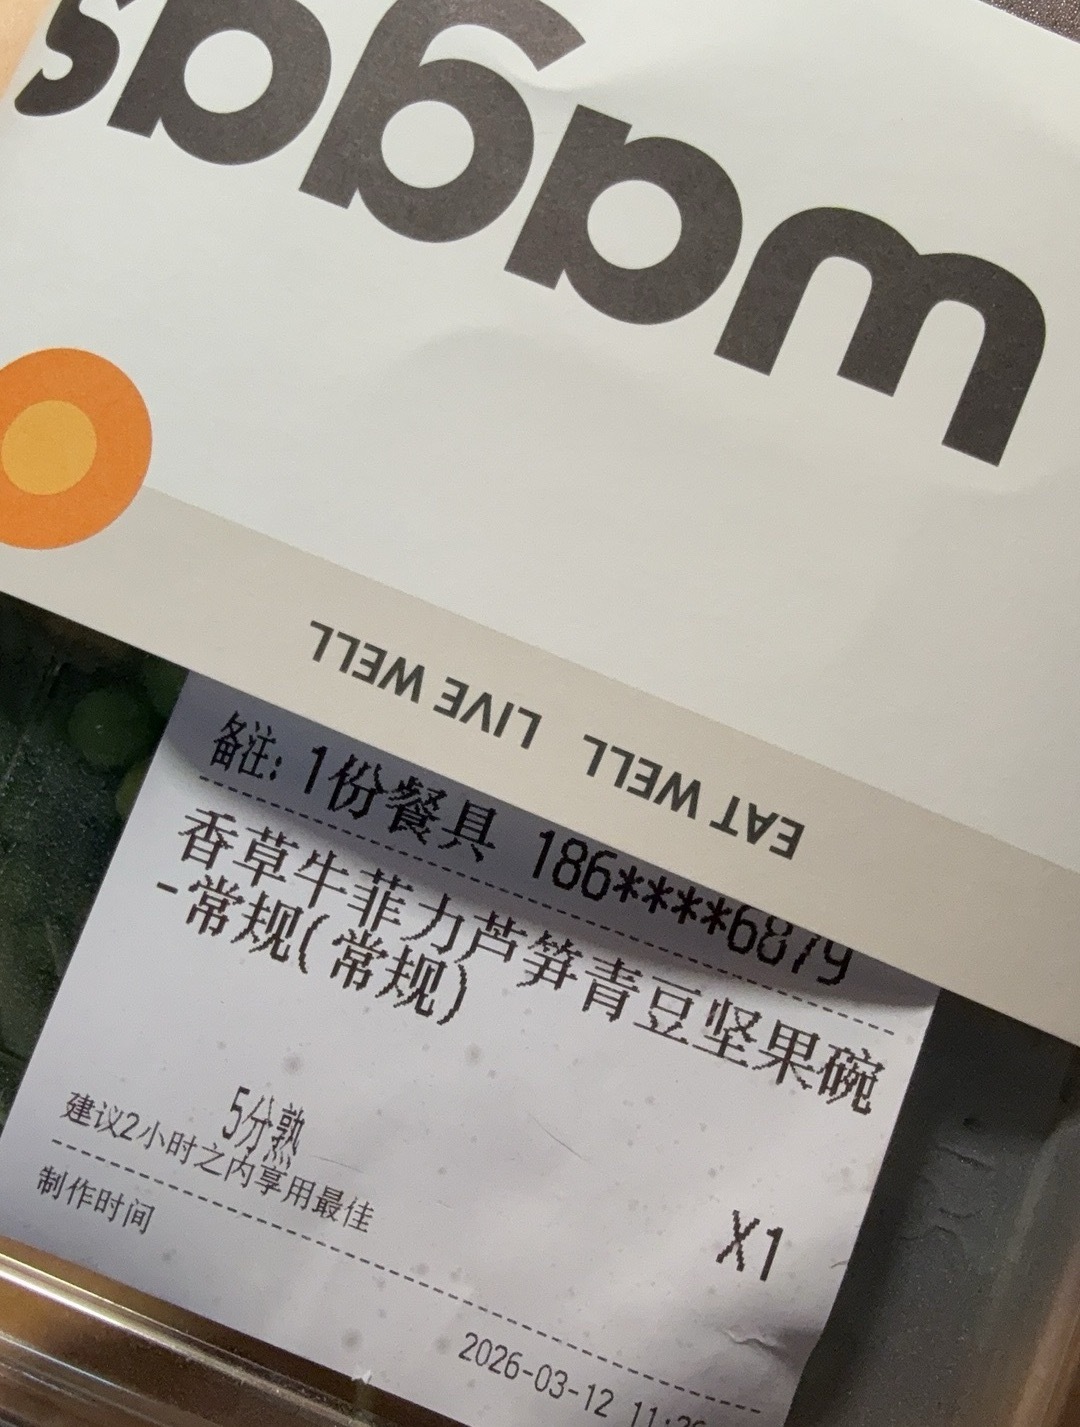 wagas
EAT WELL LIVE WELL
备注: 1份餐具 186****6879
香草牛菲力芦笋青豆坚果碗
-常规(常规)
5分熟
X1
建议2小时之内享用最佳
制作时间
2026-03-12